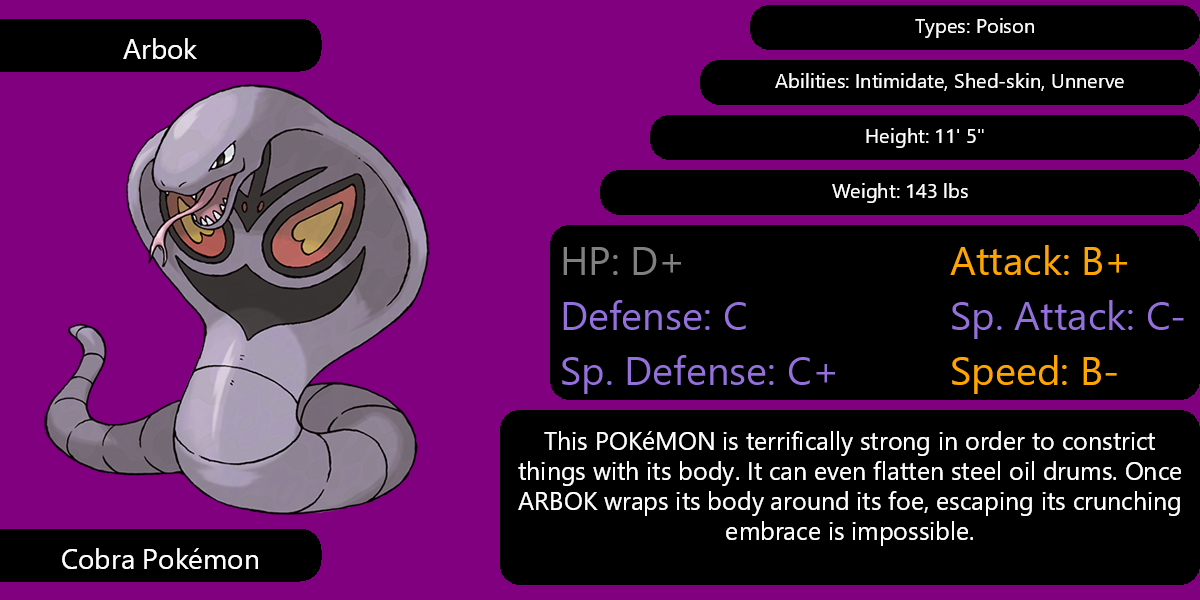 Arbok
Types: Poison
Abilities: Intimidate, Shed-skin, Unnerve
Height: 11' 5"
Weight: 143 lbs
HP: D+
Attack: B+
Defense: C
Sp. Attack: C-
Sp. Defense: C+
Speed: B-
This POKéMON is terrifically strong in order to constrict
things with its body. It can even flatten steel oil drums. Once
ARBOK wraps its body around its foe, escaping its crunching
embrace is impossible.
Cobra Pokémon